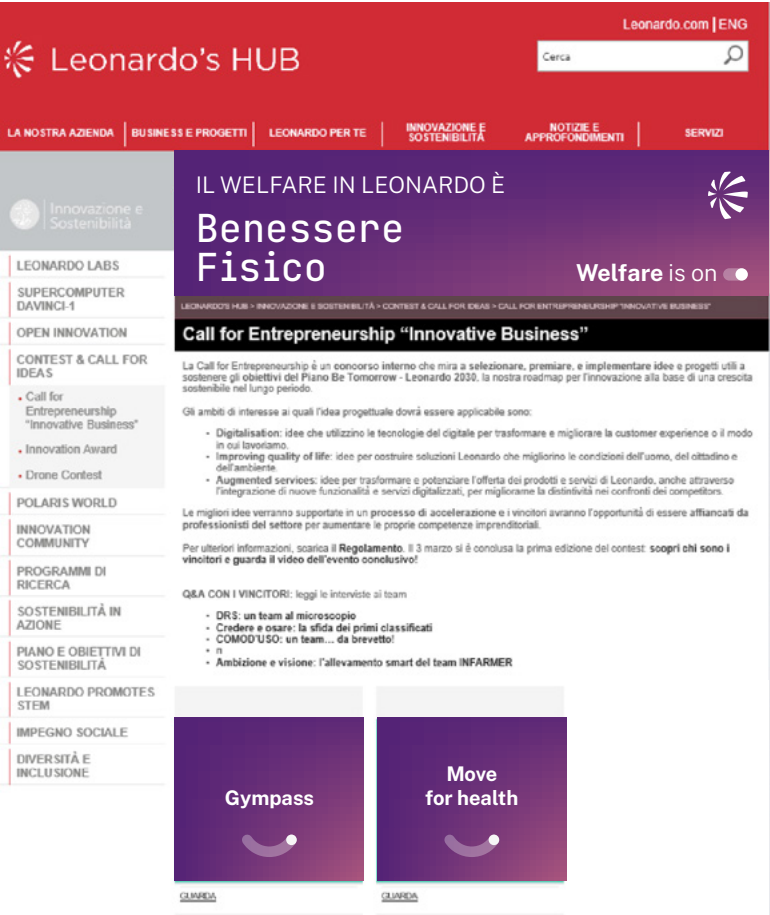 Leonardo.com | ENG
Leonardo's HUB
Cerca
LA NOSTRA AZIENDA
BUSINESS E PROGETTI
LEONARDO PER TE
INNOVAZIONE E
SOSTENIBILITÀ
NOTIZIE E
APPROFONDIMENTI
SERVIZI
Innovazione e
Sostenibilità
LEONARDO LABS
SUPERCOMPUTER
DAVINCI-1
OPEN INNOVATION
CONTEST & CALL FOR
IDEAS
• Call for
Entrepreneurship
"Innovative Business"
• Innovation Award
• Drone Contest
POLARIS WORLD
INNOVATION
COMMUNITY
PROGRAMMI DI
RICERCA
SOSTENIBILITÀ IN
AZIONE
PIANO E OBIETTIVI DI
SOSTENIBILITÀ
LEONARDO PROMOTES
STEM
IMPEGNO SOCIALE
DIVERSITÀ E
INCLUSIONE
IL WELFARE IN LEONARDO È
Benessere
Fisico
Welfare is on
LEONARDO'S HUB > INNOVAZIONE E SOSTENIBILITÀ > CONTEST & CALL FOR IDEAS > CALL FOR ENTREPRENEURSHIP "INNOVATIVE BUSINESS"
Call for Entrepreneurship “Innovative Business”
La Call for Entrepreneurship è un concorso interno che mira a selezionare, premiare, e implementare idee e progetti utili a
sostenere gli obiettivi del Piano Be Tomorrow - Leonardo 2030, la nostra roadmap per l'innovazione alla base di una crescita
sostenibile nel lungo periodo.
Gli ambiti di interesse ai quali l'idea progettuale dovrà essere applicabile sono:
• Digitalisation: idee che utilizzino le tecnologie del digitale per trasformare e migliorare la customer experience o il modo
in cui lavoriamo.
• Improving quality of life: idee per costruire soluzioni Leonardo che migliorino le condizioni dell'uomo, del cittadino e
dell'ambiente.
• Augmented services: idee per trasformare e potenziare l'offerta dei prodotti e servizi di Leonardo, anche attraverso
l'integrazione di nuove funzionalità e servizi digitalizzati, per migliorarne la distintività nei confronti dei competitors.
Le migliori idee verranno supportate in un processo di accelerazione e i vincitori avranno l'opportunità di essere affiancati da
professionisti del settore per aumentare le proprie competenze imprenditoriali.
Per ulteriori informazioni, scarica il Regolamento. Il 3 marzo si è conclusa la prima edizione del contest: scopri chi sono i
vincitori e guarda il video dell'evento conclusivo!
Q&A CON I VINCITORI: leggi le interviste ai team
• DRS: un team al microscopio
• Credere e osare: la sfida dei primi classificati
• COMOD'USO: un team… da brevetto!
• n
• Ambizione e visione: l'allevamento smart del team INFARMER
Gympass
GUARDA
Move
for health
GUARDA